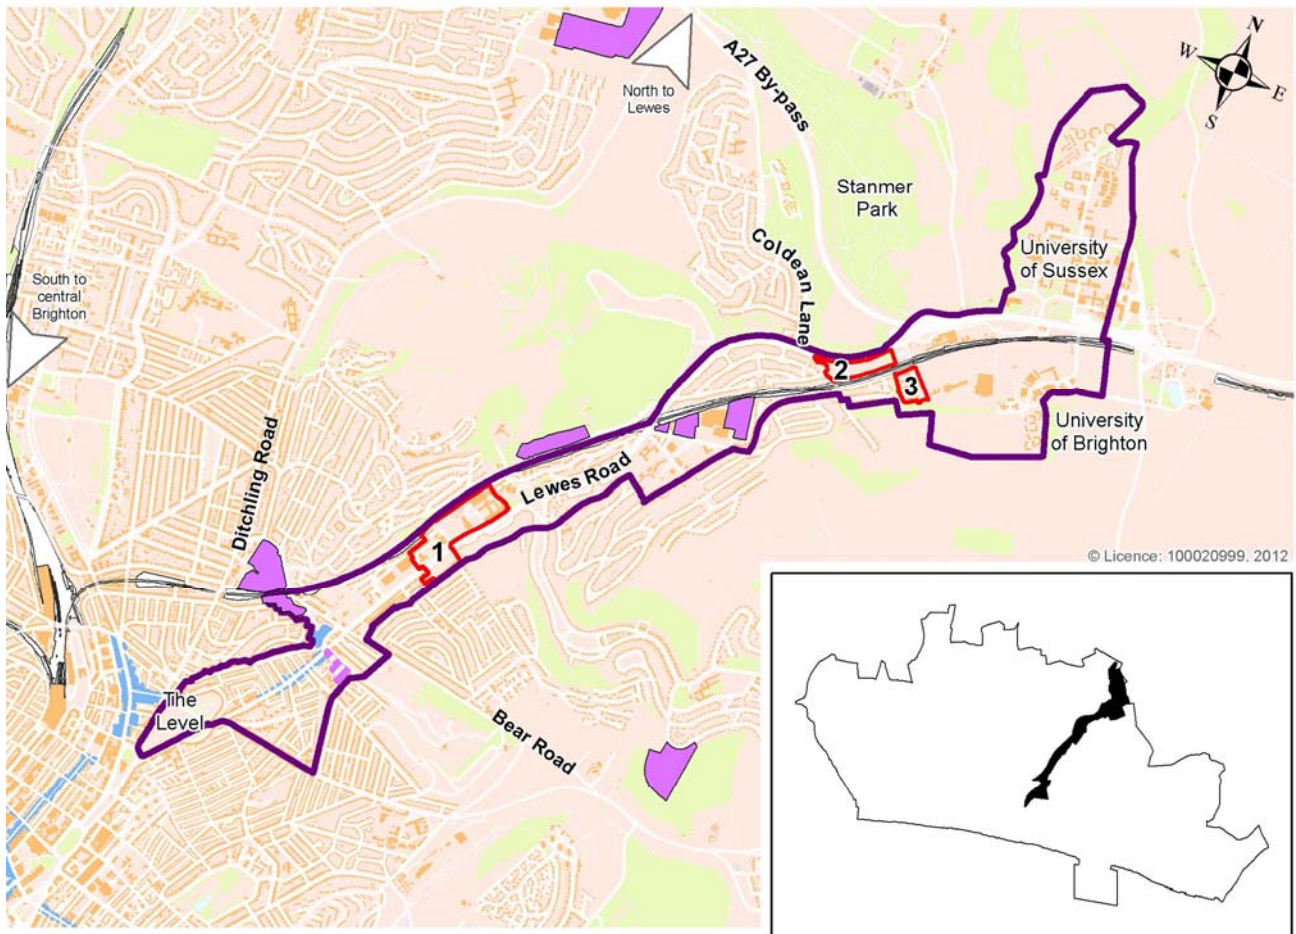 A27 By-pass
N
W
E
S
North to
Lewes
Stanmer
Park
Coldean Lane
University
of Sussex
South to
central
Brighton
2
3
University
of Brighton
Ditchling Road
Lewes Road
1
© Licence: 100020999, 2012
The
Level
Bear Road